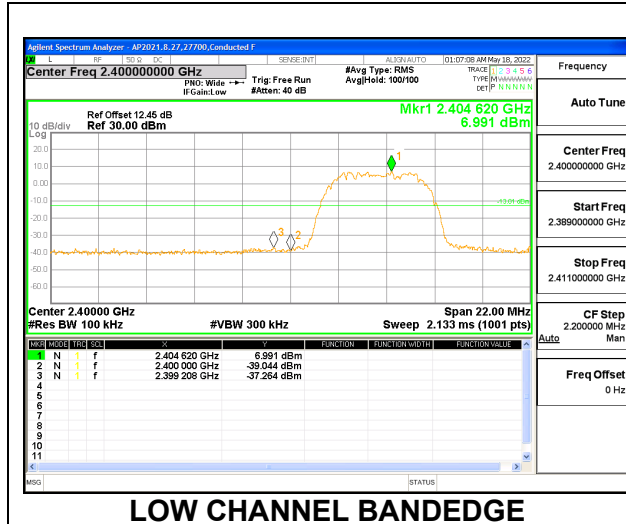 Agilent Spectrum Analyzer - AP2021.8.27,27700,Conducted F
L RF 50 Ω DC SENSE:INT ALIGN AUTO 01:07:08 AM May 18, 2022
Center Freq 2.400000000 GHz
PNO: Wide
IFGain:Low
Trig: Free Run
#Atten: 40 dB
#Avg Type: RMS
Avg|Hold: 100/100
TRACE 1 2 3 4 5 6
TYPE M
DET P N N N N N
Ref Offset 12.45 dB
Ref 30.00 dBm
10 dB/div
Log
Mkr1 2.404 620 GHz
6.991 dBm
20.0
10.0
0.00
-10.0
-20.0
-30.0
-40.0
-50.0
-60.0
1
2
3
-13.01 dBm
Center 2.40000 GHz Span 22.00 MHz
#Res BW 100 kHz #VBW 300 kHz Sweep 2.133 ms (1001 pts)
MKR MODE TRC SCL X Y FUNCTION FUNCTION WIDTH FUNCTION VALUE
1 N 1 f 2.404 620 GHz 6.991 dBm
2 N 1 f 2.400 000 GHz -39.044 dBm
3 N 1 f 2.399 208 GHz -37.264 dBm
4
5
6
7
8
9
10
11
MSG STATUS
Frequency
Auto Tune
Center Freq
2.400000000 GHz
Start Freq
2.389000000 GHz
Stop Freq
2.411000000 GHz
CF Step
2.200000 MHz
Auto Man
Freq Offset
0 Hz
LOW CHANNEL BANDEDGE